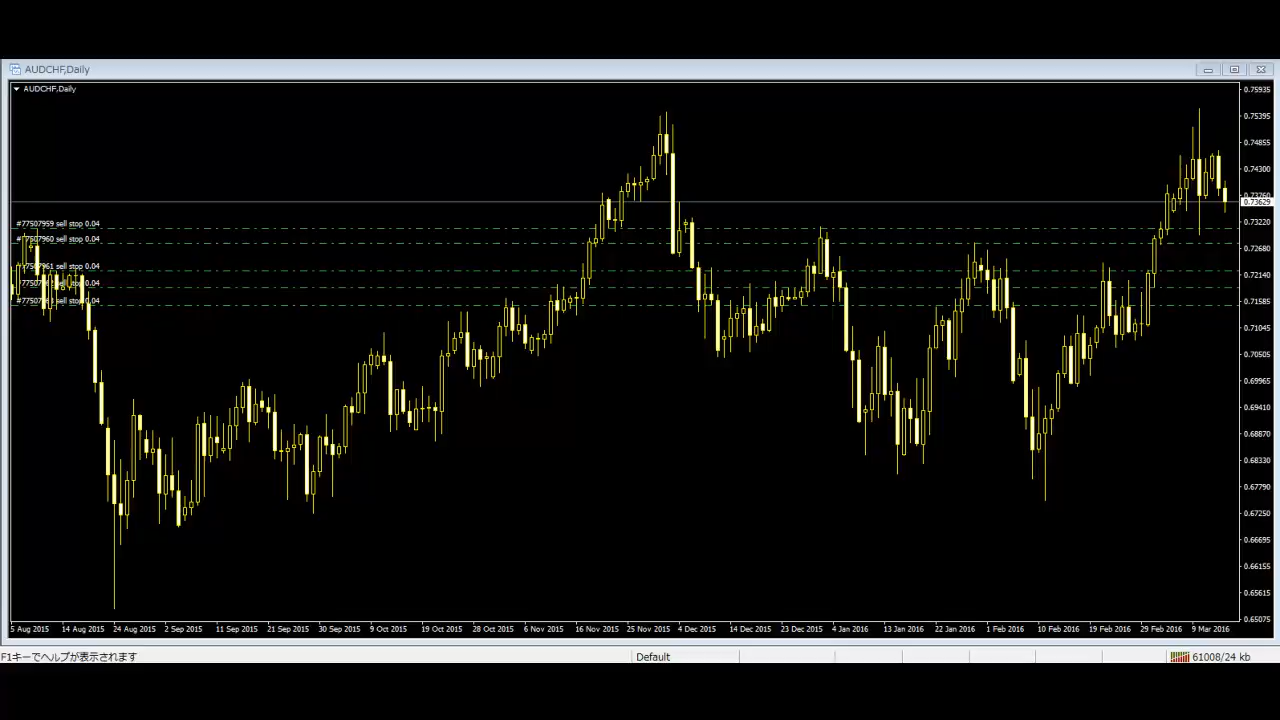 AUDCHF,Daily
AUDCHF,Daily
0.75935
0.75395
0.74855
0.74300
0.73760
0.73629
0.73220
0.72680
0.72140
0.71585
0.71045
0.70505
0.69965
0.69410
0.68870
0.68330
0.67790
0.67250
0.66695
0.66155
0.65615
0.65075
#77507959 sell stop 0.04
#77507960 sell stop 0.04
#77507961 sell stop 0.04
sell stop 0.04
sell stop 0.04
5 Aug 2015 14 Aug 2015 24 Aug 2015 2 Sep 2015 11 Sep 2015 21 Sep 2015 30 Sep 2015 9 Oct 2015 19 Oct 2015 28 Oct 2015 6 Nov 2015 16 Nov 2015 25 Nov 2015 4 Dec 2015 14 Dec 2015 23 Dec 2015 4 Jan 2016 13 Jan 2016 22 Jan 2016 1 Feb 2016 10 Feb 2016 19 Feb 2016 29 Feb 2016 9 Mar 2016
F1キーでヘルプが表示されます Default 61008/24 kb